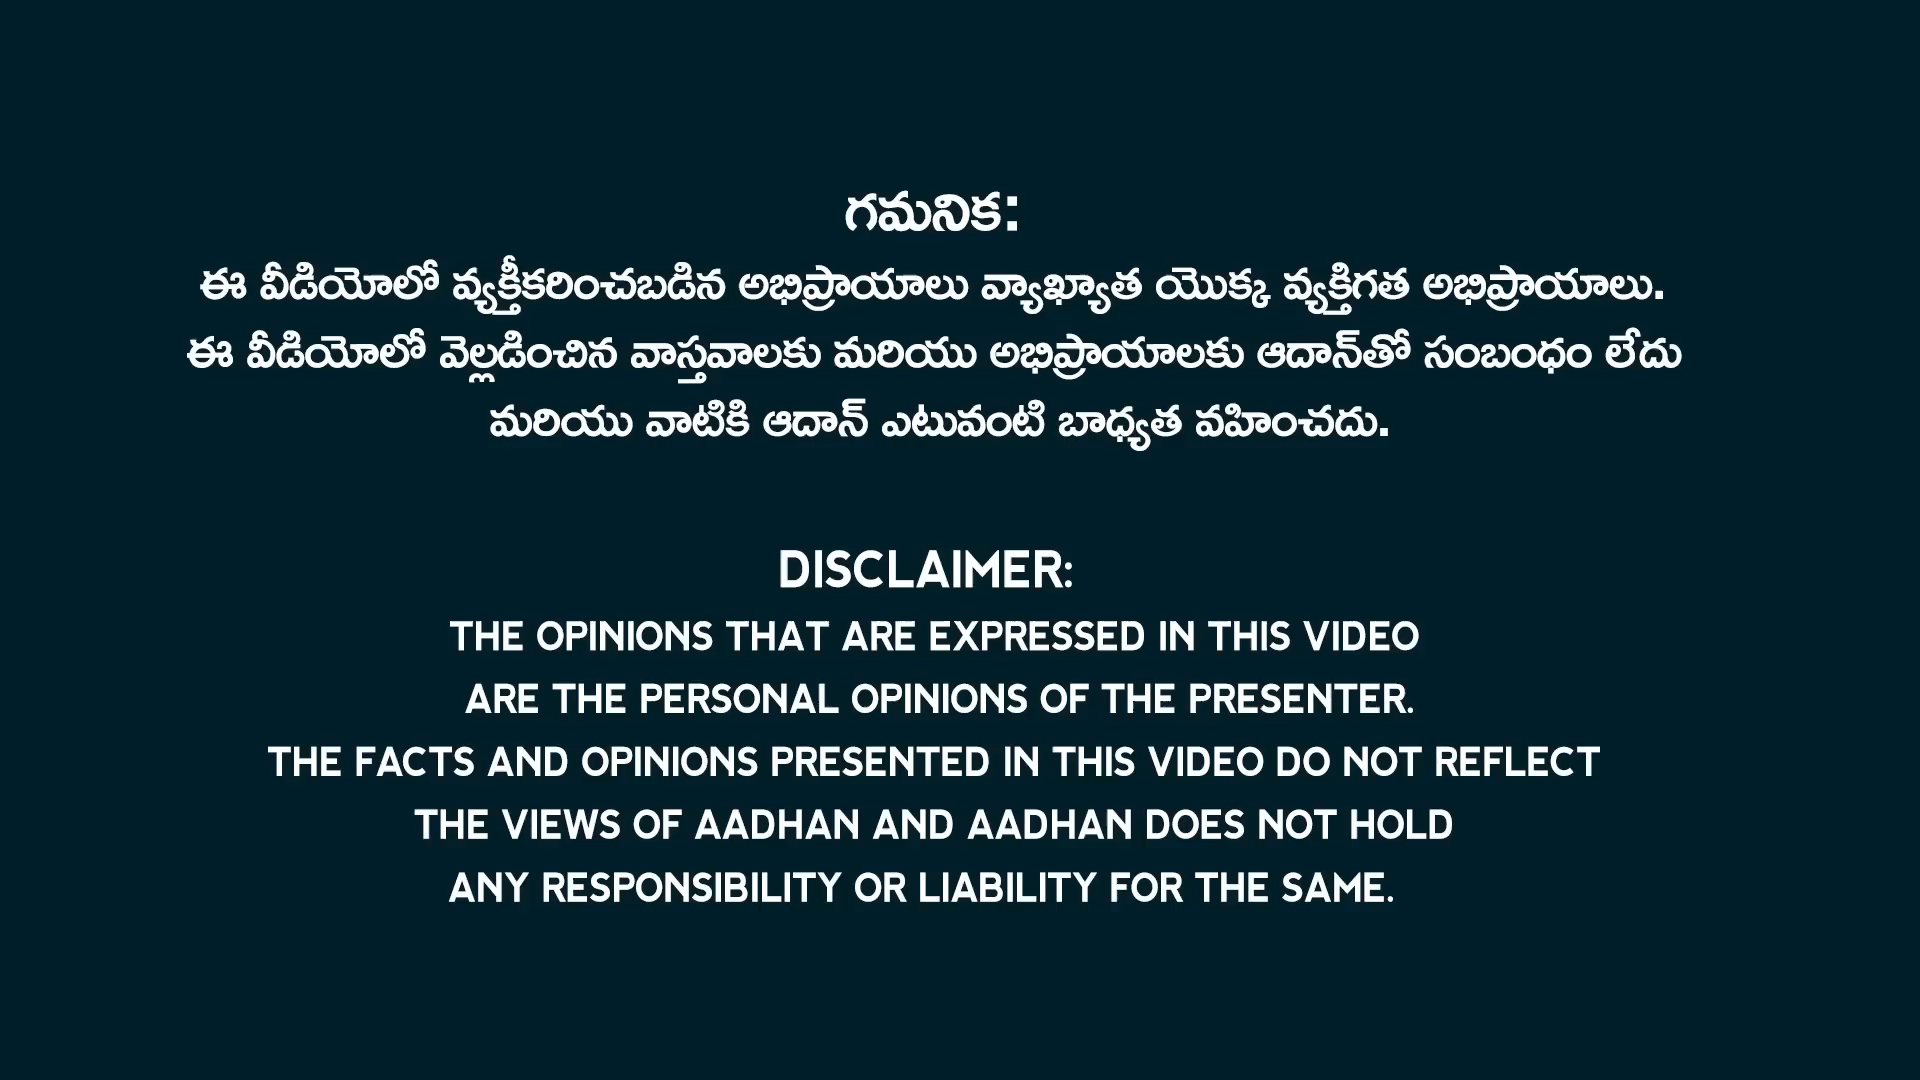 గమనిక:
ఈ వీడియోలో వ్యక్తీకరించబడిన అభిప్రాయాలు వ్యాఖ్యాత యొక్క వ్యక్తిగత అభిప్రాయాలు.
ఈ వీడియోలో వెల్లడించిన వాస్తవాలకు మరియు అభిప్రాయాలకు ఆదాన్‌తో సంబంధం లేదు
మరియు వాటికి ఆదాన్ ఎటువంటి బాధ్యత వహించదు.
DISCLAIMER:
THE OPINIONS THAT ARE EXPRESSED IN THIS VIDEO
ARE THE PERSONAL OPINIONS OF THE PRESENTER.
THE FACTS AND OPINIONS PRESENTED IN THIS VIDEO DO NOT REFLECT
THE VIEWS OF AADHAN AND AADHAN DOES NOT HOLD
ANY RESPONSIBILITY OR LIABILITY FOR THE SAME.